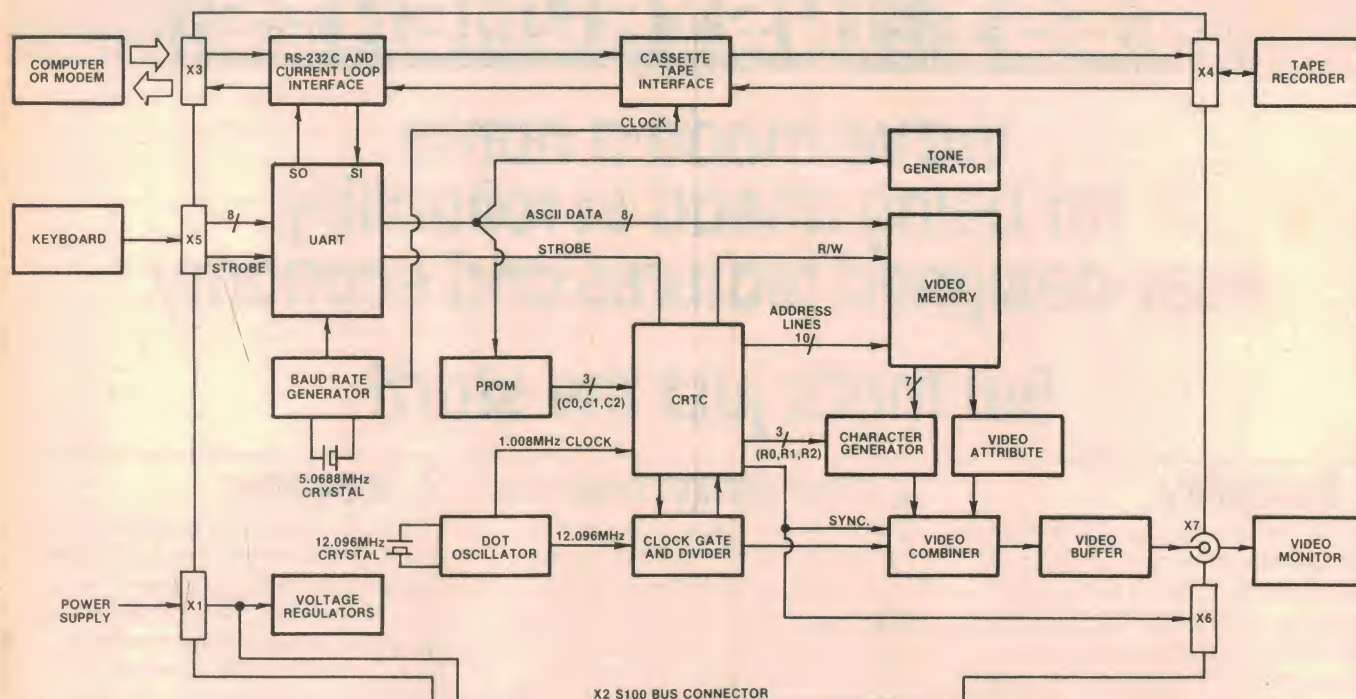 COMPUTER
OR MODEM
X3
RS-232C AND
CURRENT LOOP
INTERFACE
CASSETTE
TAPE
INTERFACE
X4
TAPE
RECORDER
CLOCK
TONE
GENERATOR
SO
SI
KEYBOARD
X5
8
STROBE
UART
ASCII DATA
8
STROBE
R/W
VIDEO
MEMORY
ADDRESS
LINES
10
BAUD RATE
GENERATOR
PROM
3
(C0,C1,C2)
CRTC
7
5.0688MHz
CRYSTAL
1.008MHz CLOCK
3
(R0,R1,R2)
CHARACTER
GENERATOR
VIDEO
ATTRIBUTE
12.096MHz
CRYSTAL
DOT
OSCILLATOR
12.096MHz
CLOCK GATE
AND DIVIDER
SYNC.
VIDEO
COMBINER
VIDEO
BUFFER
X7
VIDEO
MONITOR
POWER
SUPPLY
X1
VOLTAGE
REGULATORS
X6
X2 S100 BUS CONNECTOR